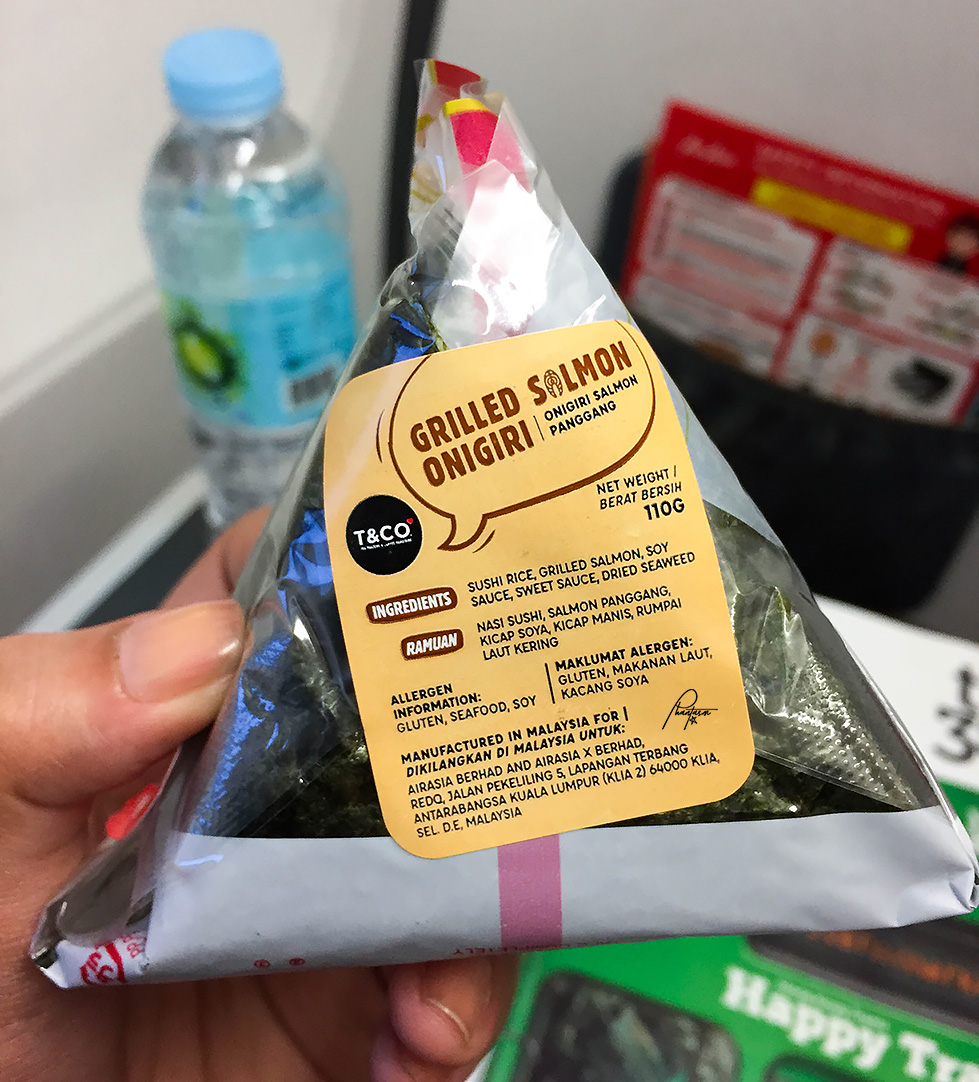 GRILLED SALMON
ONIGIRI
ONIGIRI SALMON
PANGGANG
NET WEIGHT /
BERAT BERSIH
110G
T&CO
INGREDIENTS
SUSHI RICE, GRILLED SALMON, SOY
SAUCE, SWEET SAUCE, DRIED SEAWEED
RAMUAN
NASI SUSHI, SALMON PANGGANG,
KICAP SOYA, KICAP MANIS, RUMPAI
LAUT KERING
ALLERGEN
INFORMATION:
GLUTEN, SEAFOOD, SOY
MAKLUMAT ALERGEN:
GLUTEN, MAKANAN LAUT,
KACANG SOYA
MANUFACTURED IN MALAYSIA FOR |
DIKILANGKAN DI MALAYSIA UNTUK:
AIRASIA BERHAD AND AIRASIA X BERHAD,
REDQ, JALAN PEKELILING 5, LAPANGAN TERBANG
ANTARABANGSA KUALA LUMPUR (KLIA 2) 64000 KLIA,
SEL. D.E, MALAYSIA
Happy